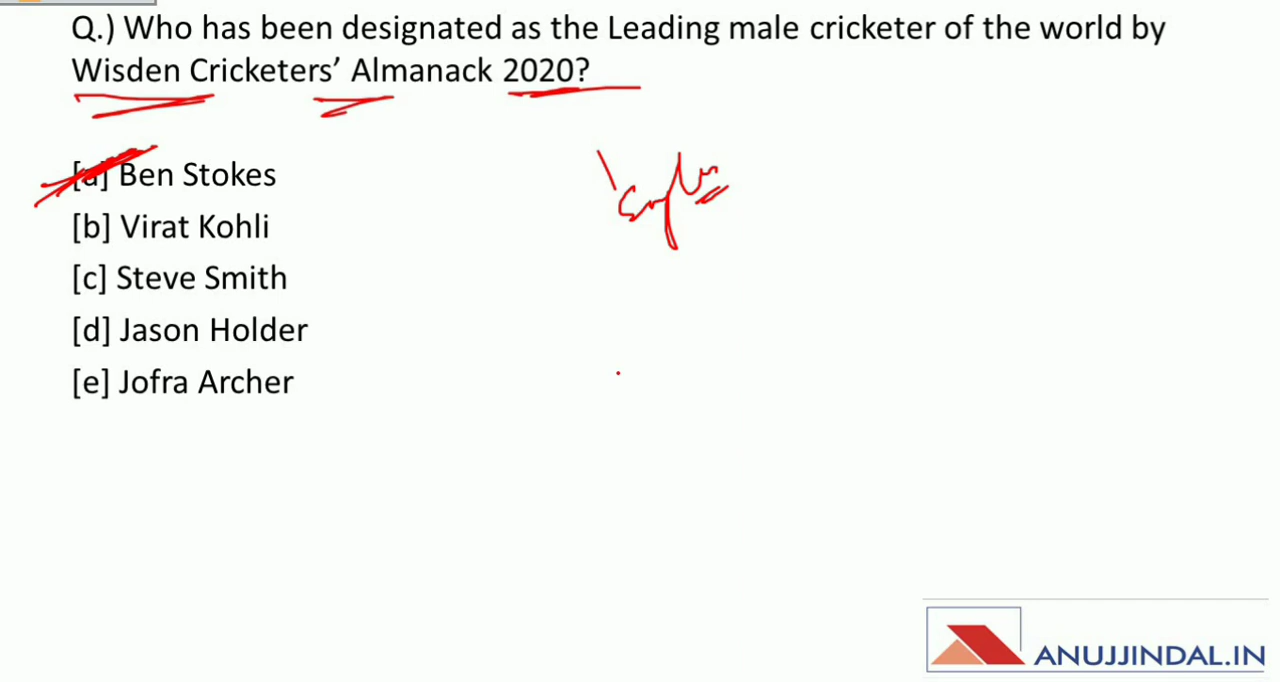 Q.) Who has been designated as the Leading male cricketer of the world by
Wisden Cricketers’ Almanack 2020?
[a] Ben Stokes
[b] Virat Kohli
[c] Steve Smith
[d] Jason Holder
[e] Jofra Archer
ANUJJINDAL.IN